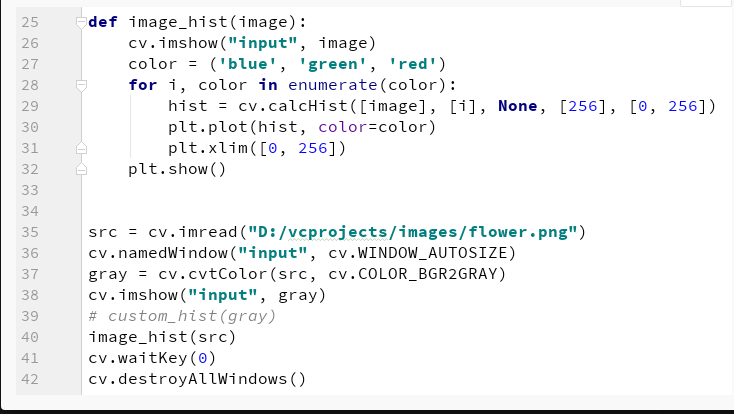 25 def image_hist(image):
26     cv.imshow("input", image)
27     color = ('blue', 'green', 'red')
28     for i, color in enumerate(color):
29         hist = cv.calcHist([image], [i], None, [256], [0, 256])
30         plt.plot(hist, color=color)
31         plt.xlim([0, 256])
32     plt.show()
33
34
35 src = cv.imread("D:/vcprojects/images/flower.png")
36 cv.namedWindow("input", cv.WINDOW_AUTOSIZE)
37 gray = cv.cvtColor(src, cv.COLOR_BGR2GRAY)
38 cv.imshow("input", gray)
39 # custom_hist(gray)
40 image_hist(src)
41 cv.waitKey(0)
42 cv.destroyAllWindows()